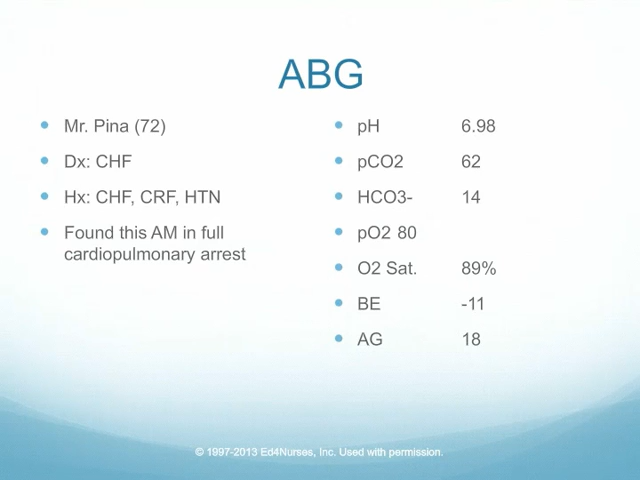 ABG
Mr. Pina (72)
Dx: CHF
Hx: CHF, CRF, HTN
Found this AM in full
cardiopulmonary arrest
pH 6.98
pCO2 62
HCO3- 14
pO2 80
O2 Sat. 89%
BE -11
AG 18
© 1997-2013 Ed4Nurses, Inc. Used with permission.